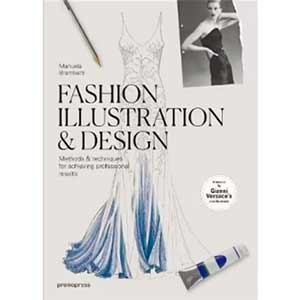 Manuela
Brambatti
FASHION
ILLUSTRATION
& DESIGN
Methods & techniques
for achieving professional
results
Gianni
Versace's
promopress